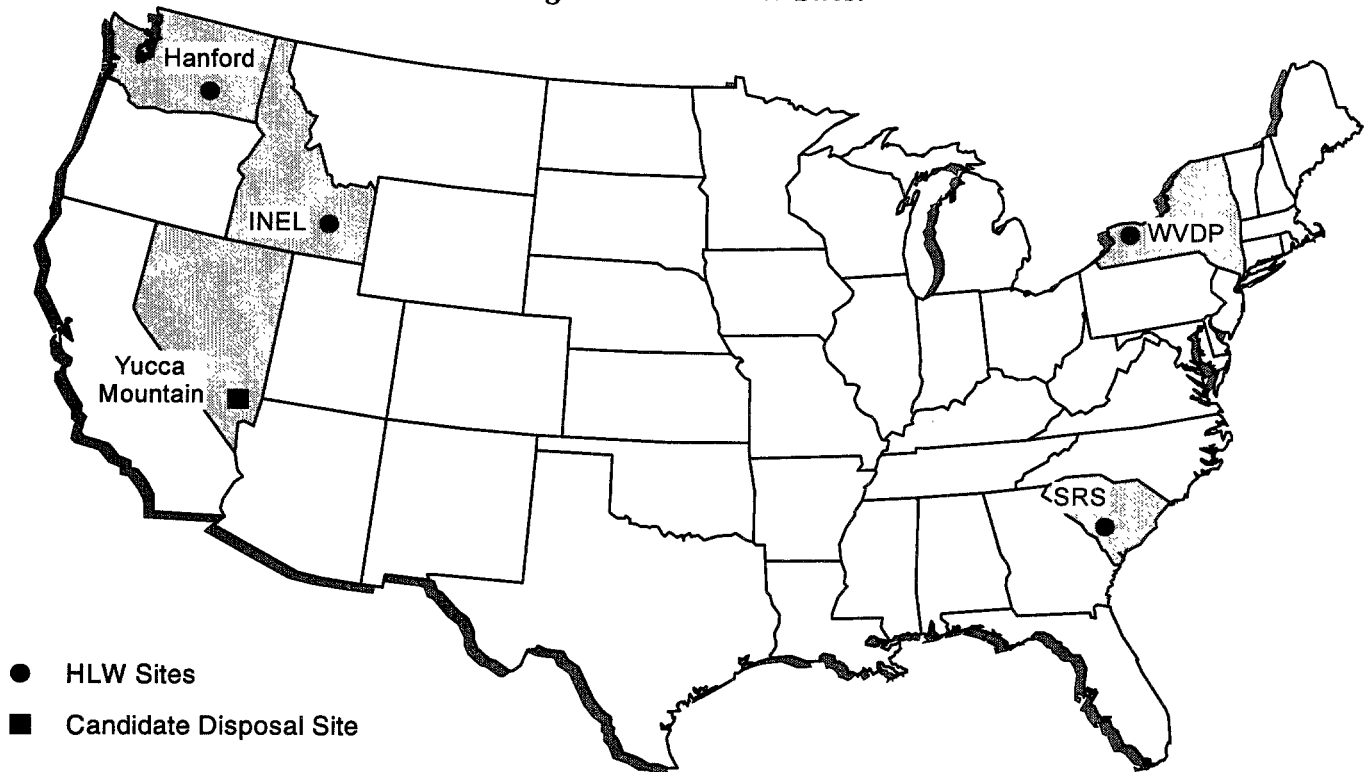 Hanford
INEL
WVDP
Yucca
Mountain
SRS
HLW Sites
Candidate Disposal Site